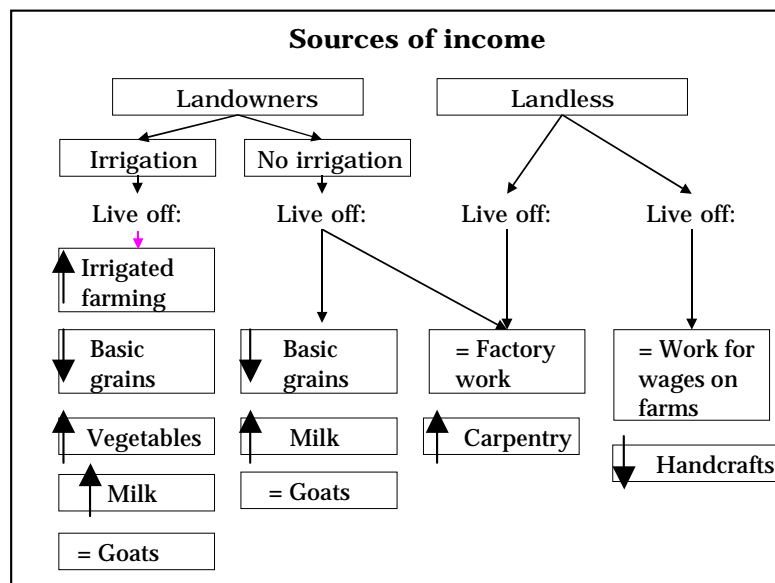 Sources of income
Landowners
Landless
Irrigation
No irrigation
Live off:
Live off:
Live off:
Live off:
Irrigated
farming
Basic
grains
Basic
grains
= Factory
work
= Work for
wages on
farms
Vegetables
Milk
Carpentry
Handcrafts
Milk
= Goats
= Goats